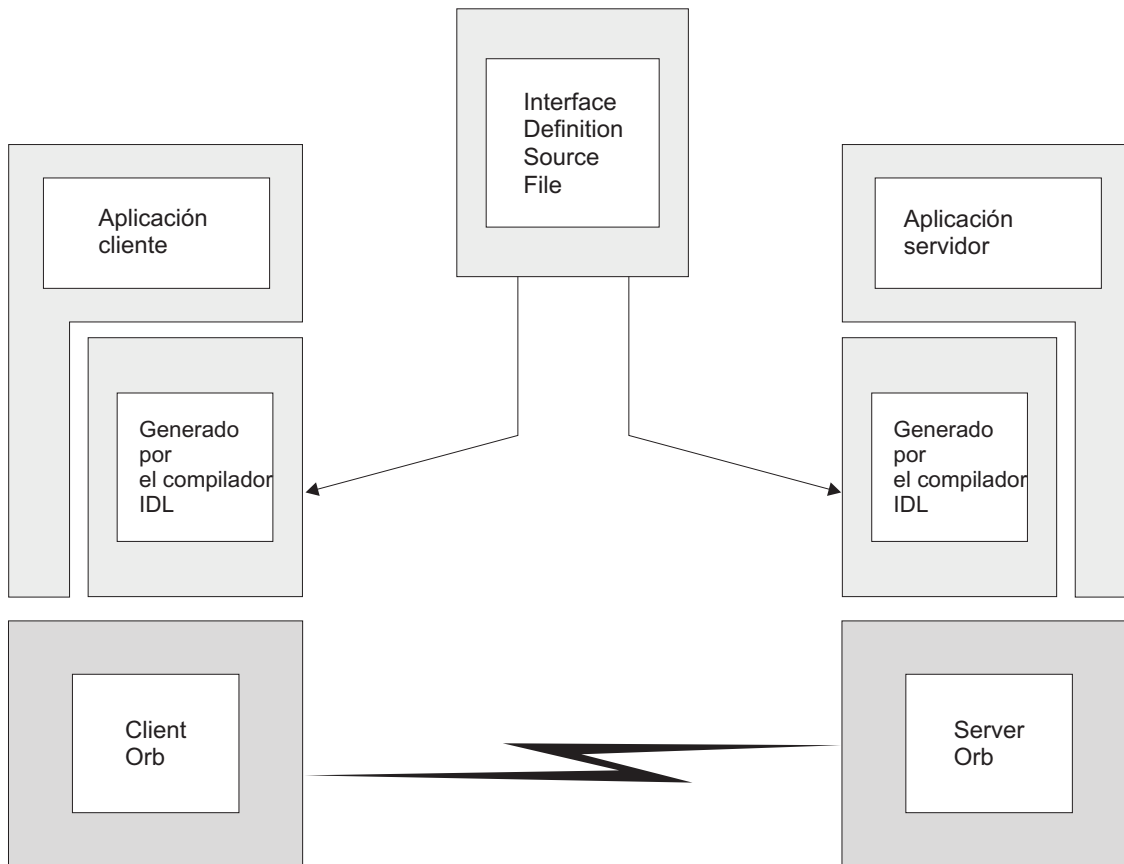 Interface
Definition
Source
File
Aplicación
cliente
Aplicación
servidor
Generado
por
el compilador
IDL
Generado
por
el compilador
IDL
Client
Orb
Server
Orb